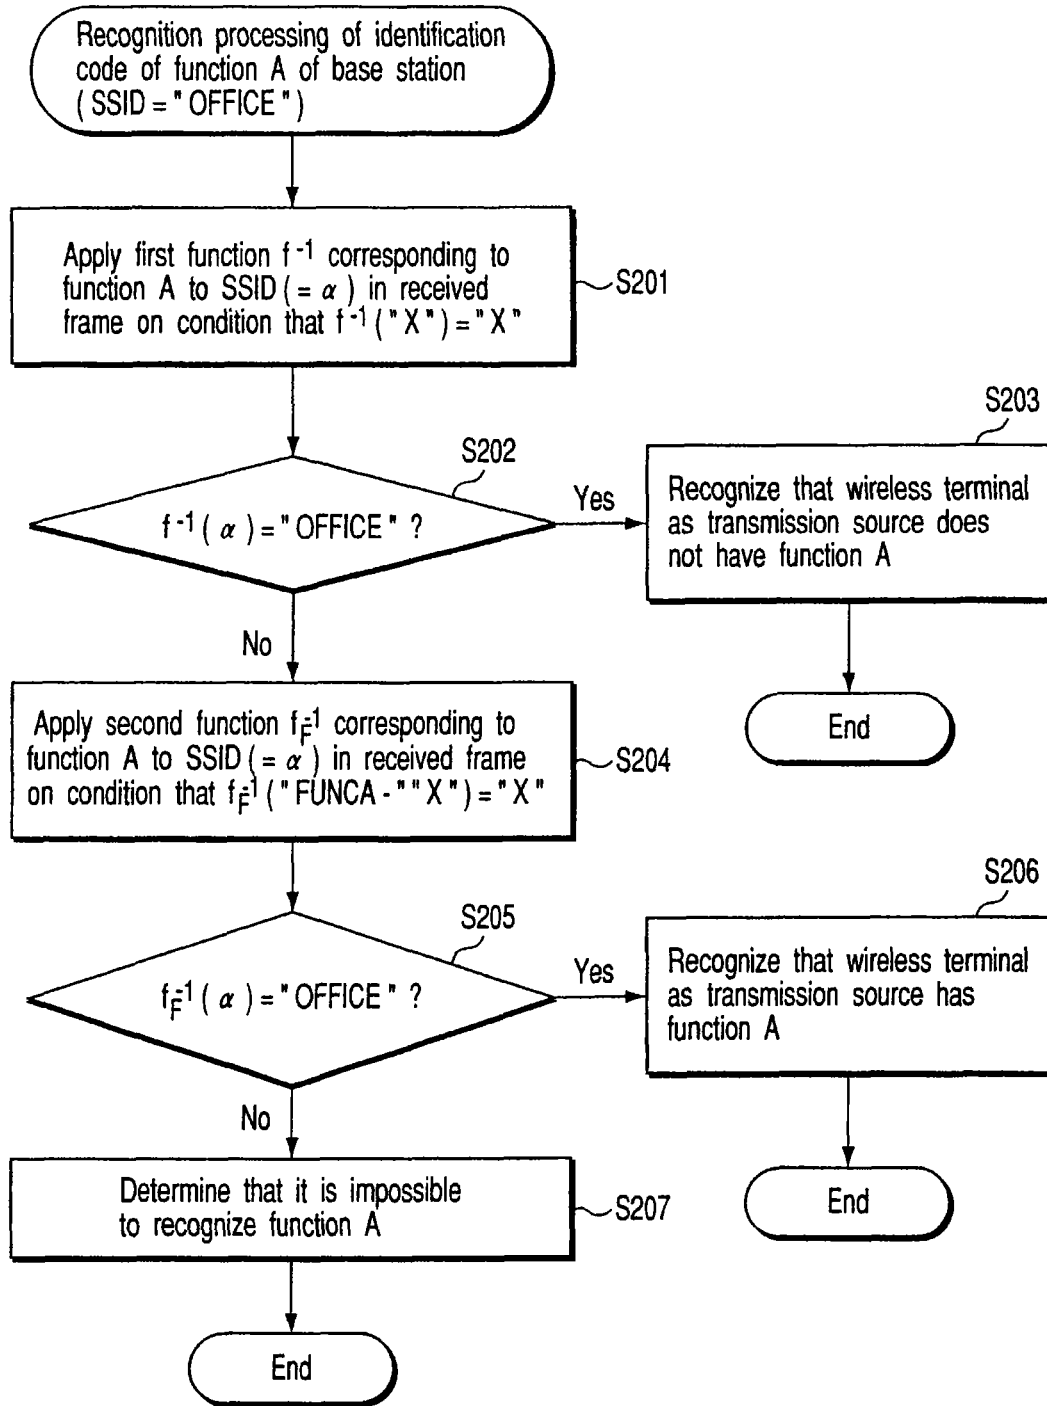 Recognition processing of identification
code of function A of base station
( SSID = " OFFICE " )
Apply first function f⁻¹ corresponding to
function A to SSID ( = α ) in received
frame on condition that f⁻¹ ( " X " ) = " X "
S201
S202
f⁻¹ ( α ) = " OFFICE " ?
Yes
S203
Recognize that wireless terminal
as transmission source does
not have function A
End
No
Apply second function f_F⁻¹ corresponding to
function A to SSID ( = α ) in received frame
on condition that f_F⁻¹ ( " FUNCA - " " X " ) = " X "
S204
S205
f_F⁻¹ ( α ) = " OFFICE " ?
Yes
S206
Recognize that wireless terminal
as transmission source has
function A
End
No
Determine that it is impossible
to recognize function A
S207
End